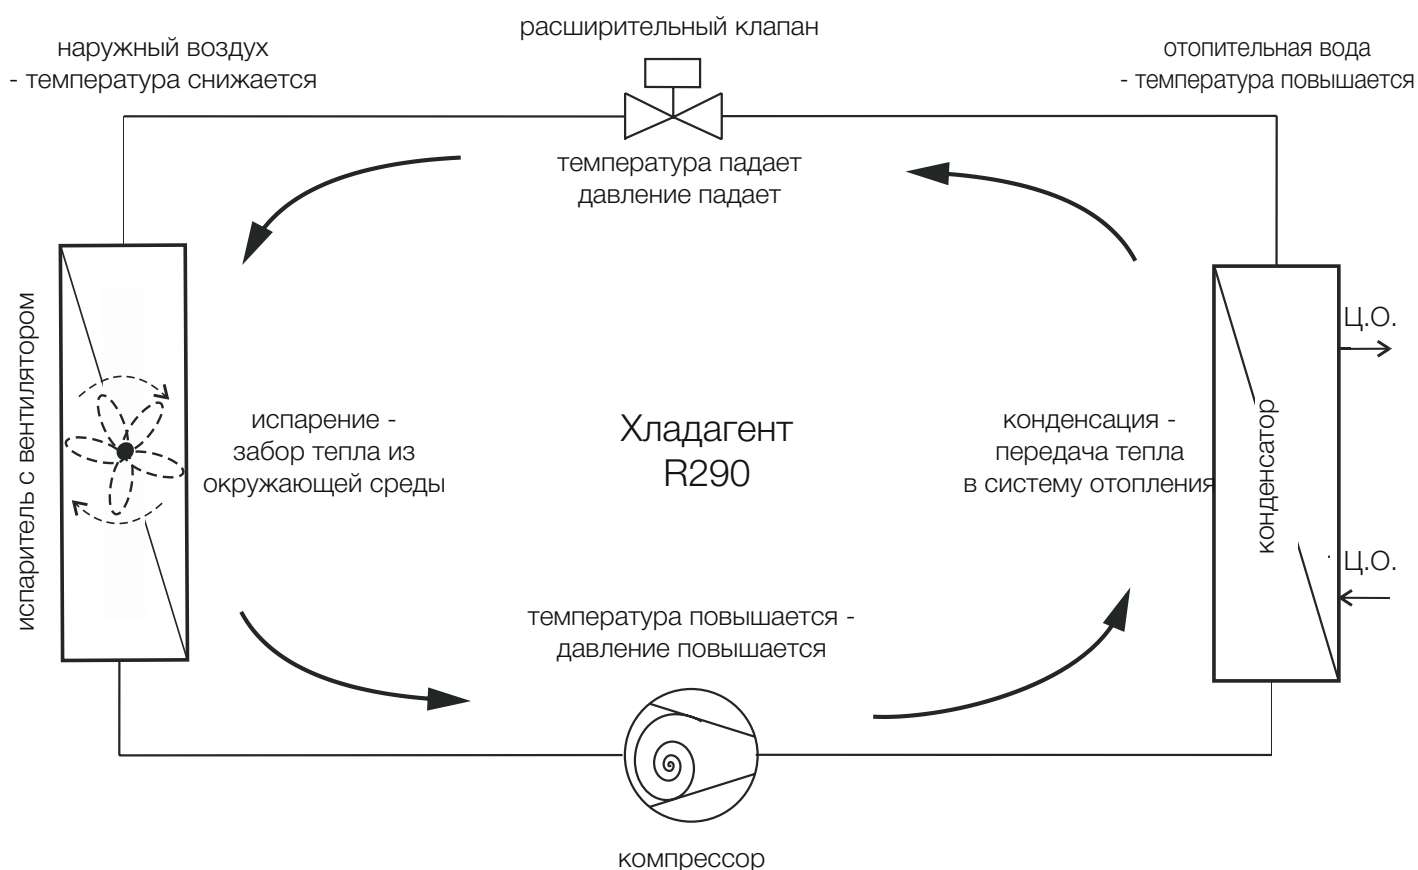 расширительный клапан
наружный воздух
- температура снижается
отопительная вода
- температура повышается
температура падает
давление падает
испаритель с вентилятором
испарение -
забор тепла из
окружающей среды
Хладагент
R290
конденсация -
передача тепла
в систему отопления
конденсатор
Ц.О.
Ц.О.
температура повышается -
давление повышается
компрессор